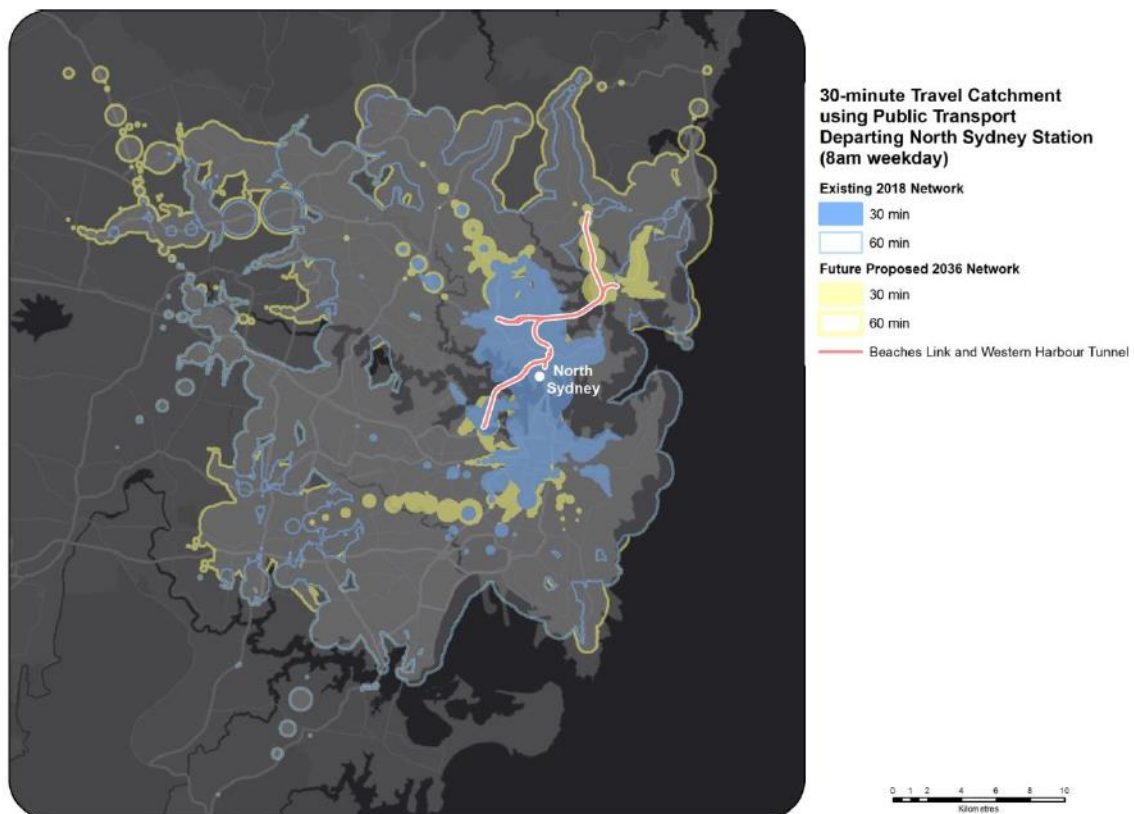 30-minute Travel Catchment
using Public Transport
Departing North Sydney Station
(8am weekday)
Existing 2018 Network
30 min
60 min
Future Proposed 2036 Network
30 min
60 min
Beaches Link and Western Harbour Tunnel
North
Sydney
0 1 2 4 6 8 10
Kilometres